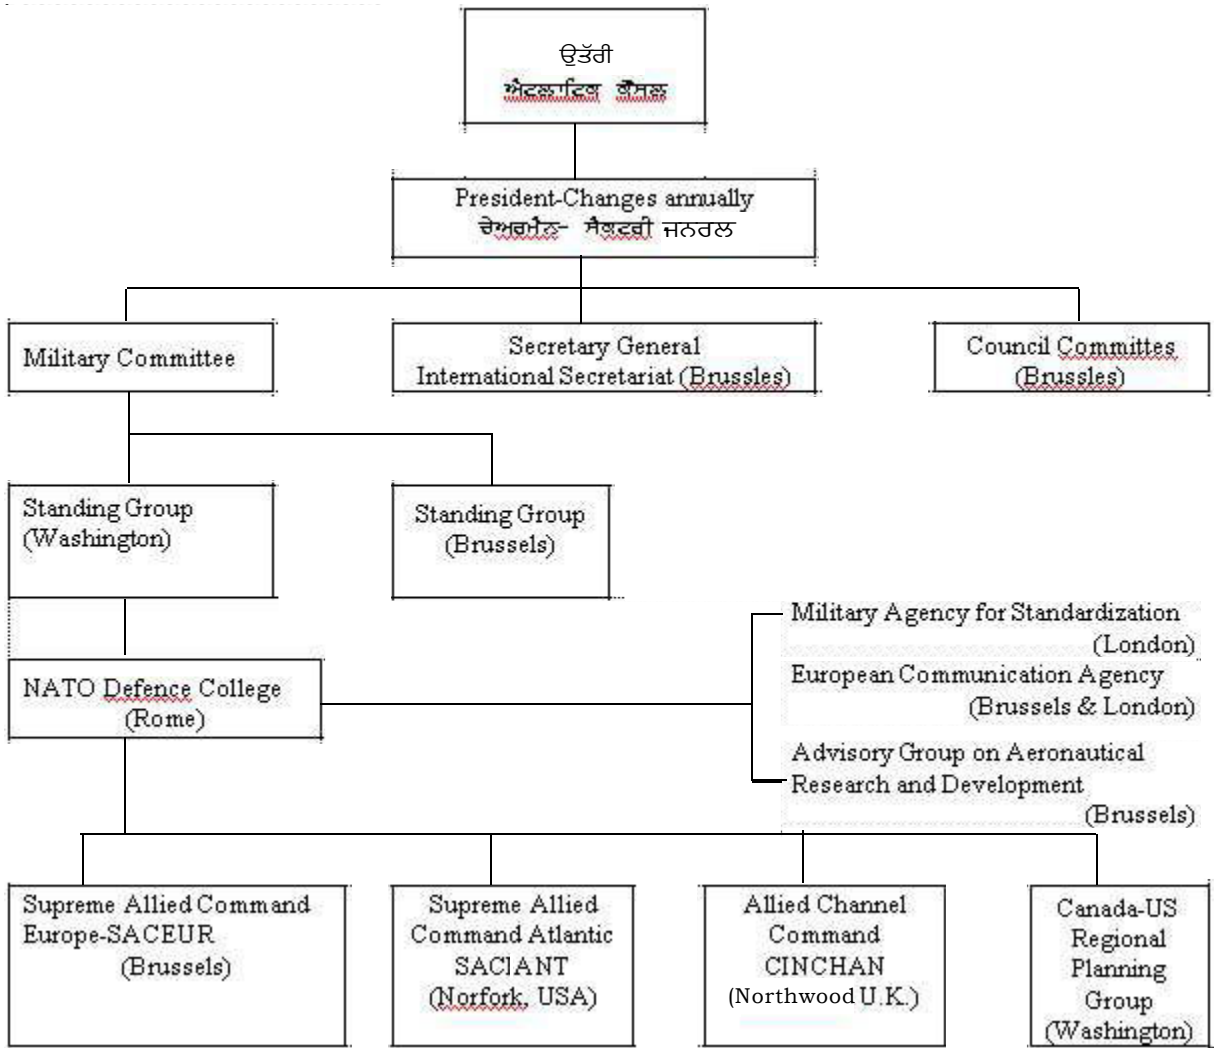 ਉਤੱਰੀ
ਐਟਲਾਟਿਕ ਕੌਂਸਲ
President-Changes annually
ਚੇਅਰਮੈਨ- ਸੈਕਟਰੀ ਜਨਰਲ
Military Committee
Secretary General
International Secretariat (Brussles)
Council Committes
(Brussles)
Standing Group
(Washington)
Standing Group
(Brussels)
Military Agency for Standardization
(London)
European Communication Agency
(Brussels & London)
NATO Defence College
(Rome)
Advisory Group on Aeronautical
Research and Development
(Brussels)
Supreme Allied Command
Europe-SACEUR
(Brussels)
Supreme Allied
Command Atlantic
SAClANT
(Norfork, USA)
Allied Channel
Command
CINCHAN
(Northwood U.K.)
Canada-US
Regional
Planning
Group
(Washington)